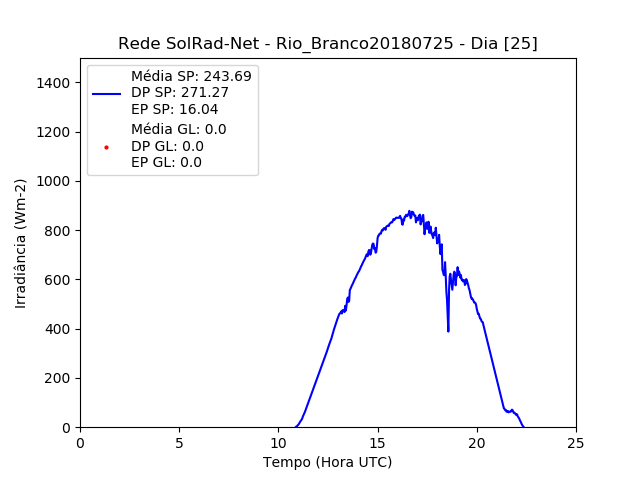 Rede SolRad-Net - Rio_Branco20180725 - Dia [25]
Média SP: 243.69
DP SP: 271.27
EP SP: 16.04
Média GL: 0.0
DP GL: 0.0
EP GL: 0.0
Irradiância (Wm-2)
1400
1200
1000
800
600
400
200
0
0 5 10 15 20 25
Tempo (Hora UTC)